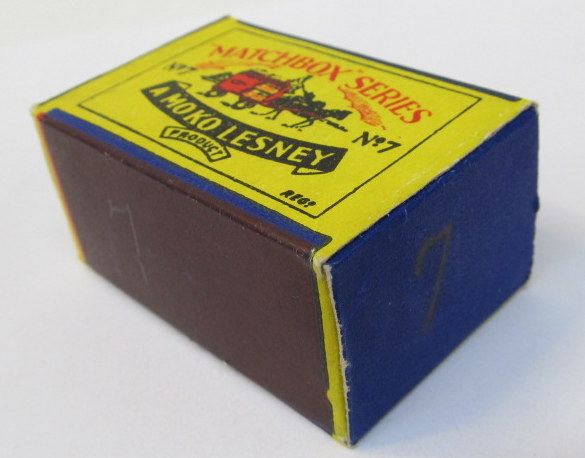 "MATCHBOX" SERIES
Nº7
Nº7
A MOKO LESNEY
PRODUCT
REGD
7
7